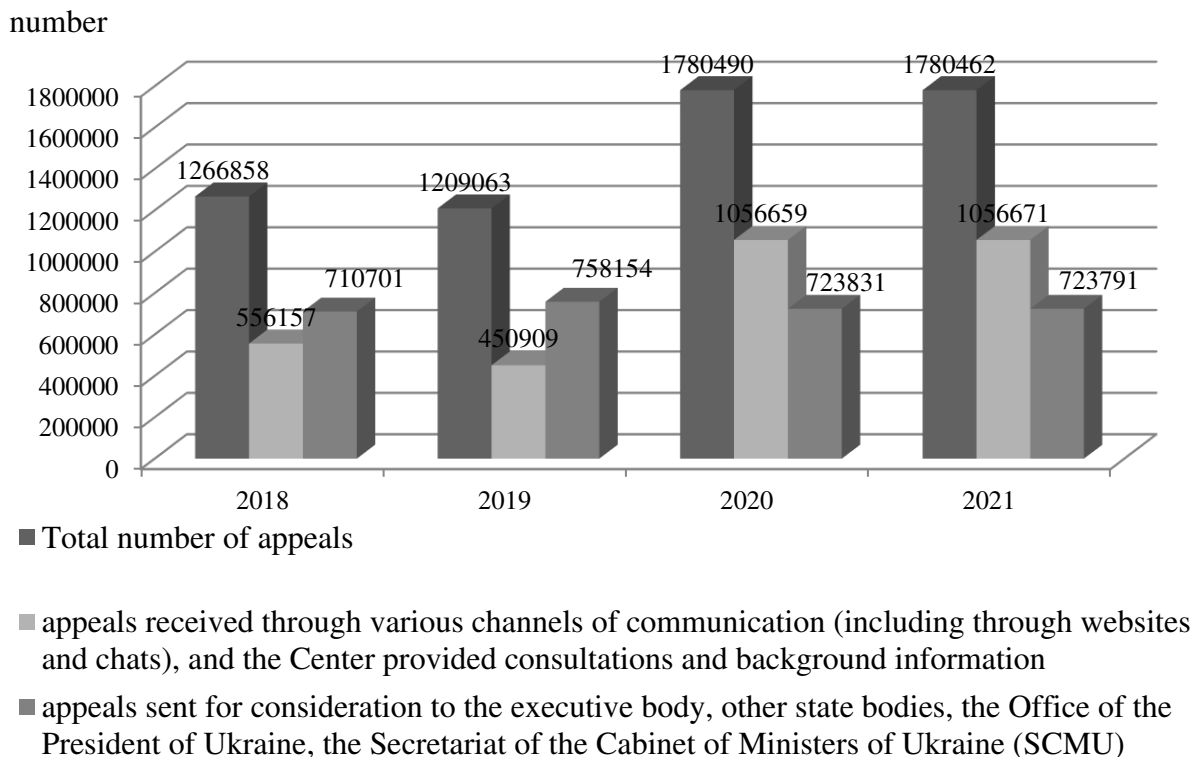 number
1780490 1780462
1800000
1600000
1400000
1266858 1209063
1200000
1056659 1056671
1000000
710701 758154 723831 723791
800000
556157 450909
600000
400000
200000
0
2018 2019 2020 2021
Total number of appeals
appeals received through various channels of communication (including through websites
and chats), and the Center provided consultations and background information
appeals sent for consideration to the executive body, other state bodies, the Office of the
President of Ukraine, the Secretariat of the Cabinet of Ministers of Ukraine (SCMU)